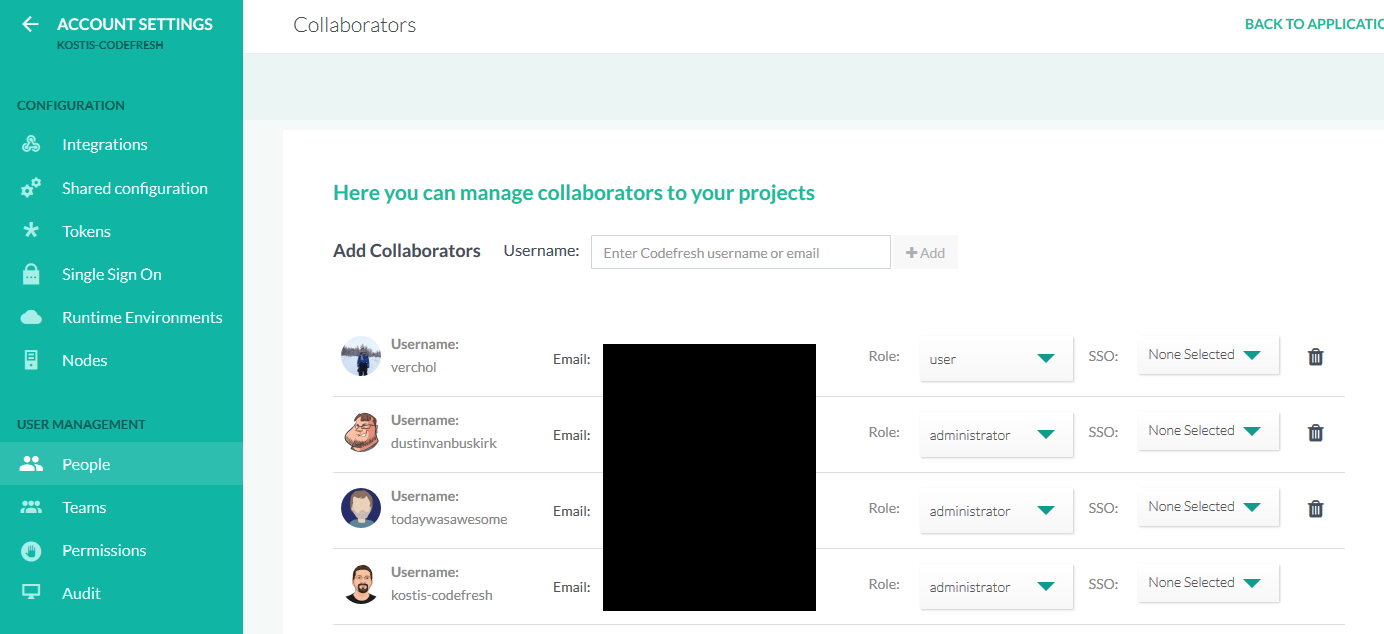 ACCOUNT SETTINGS
KOSTIS-CODEFRESH
CONFIGURATION
Integrations
Shared configuration
Tokens
Single Sign On
Runtime Environments
Nodes
USER MANAGEMENT
People
Teams
Permissions
Audit
Collaborators
BACK TO APPLICATIO
Here you can manage collaborators to your projects
Add Collaborators Username: Enter Codefresh username or email Add
Username:
verchol
Email: Role: user SSO: None Selected
Username:
dustinvanbuskirk
Email: Role: administrator SSO: None Selected
Username:
todaywasawesome
Email: Role: administrator SSO: None Selected
Username:
kostis-codefresh
Email: Role: administrator SSO: None Selected